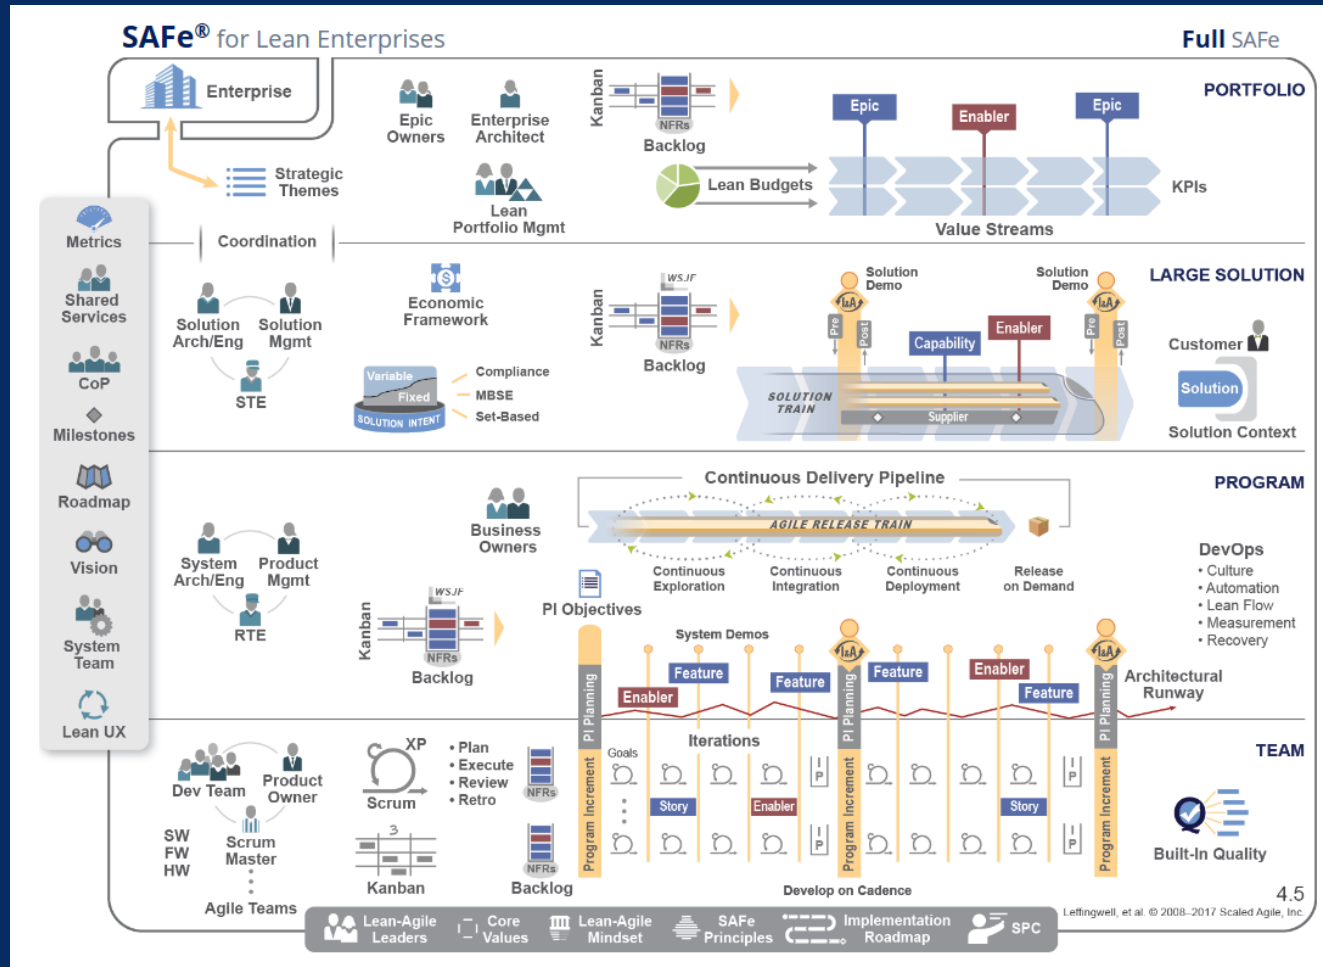 SAFe® for Lean Enterprises
Full SAFe
Enterprise
Strategic
Themes
Epic
Owners
Enterprise
Architect
Lean
Portfolio Mgmt
Kanban
NFRs
Backlog
Lean Budgets
Epic
Enabler
Epic
KPIs
Value Streams
PORTFOLIO
Metrics
Shared
Services
CoP
Milestones
Roadmap
Vision
System
Team
Lean UX
Coordination
Solution
Arch/Eng
Solution
Mgmt
STE
Economic
Framework
Variable
Fixed
SOLUTION INTENT
Compliance
MBSE
Set-Based
Kanban
WSJF
NFRs
Backlog
Solution
Demo
I&A
Pre
Post
Capability
Enabler
SOLUTION
TRAIN
Supplier
Solution
Demo
I&A
Pre
Post
LARGE SOLUTION
Customer
Solution
Solution Context
System
Arch/Eng
Product
Mgmt
RTE
Business
Owners
Kanban
WSJF
NFRs
Backlog
Continuous Delivery Pipeline
AGILE RELEASE TRAIN
Continuous
Exploration
Continuous
Integration
Continuous
Deployment
Release
on Demand
PROGRAM
DevOps
• Culture
• Automation
• Lean Flow
• Measurement
• Recovery
PI Objectives
System Demos
I&A
I&A
Enabler
Feature
Feature
Feature
Enabler
Feature
Architectural
Runway
PI Planning
PI Planning
PI Planning
Dev Team
Product
Owner
Scrum
Master
SW
FW
HW
Agile Teams
XP
Scrum
• Plan
• Execute
• Review
• Retro
3
Kanban
NFRs
NFRs
Backlog
Program Increment
Program Increment
Program Increment
Iterations
Goals
Story
Enabler
Story
I
P
I
P
I
P
I
P
Develop on Cadence
TEAM
Built-In Quality
4.5
Leffingwell, et al. © 2008–2017 Scaled Agile, Inc.
Lean-Agile
Leaders
Core
Values
Lean-Agile
Mindset
SAFe
Principles
Implementation
Roadmap
SPC